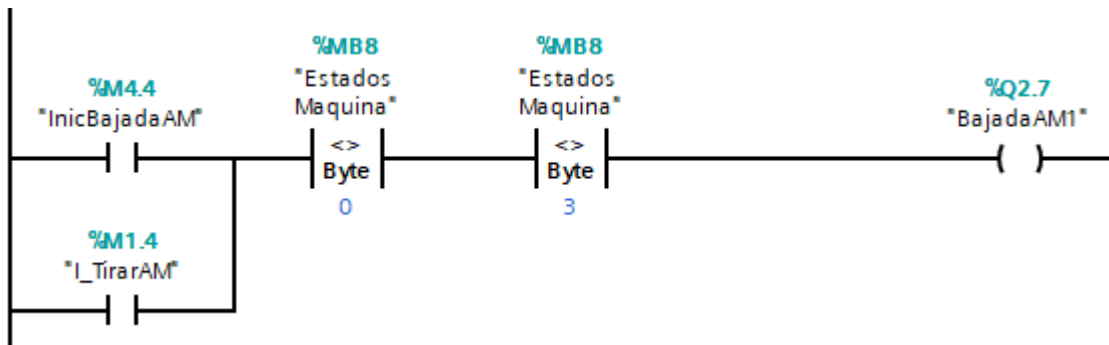 %MB8
%MB8
"Estados
"Estados
%M4.4
Maquina"
Maquina"
%Q2.7
"InicBajadaAM"
"BajadaAM1"
<>
<>
Byte
Byte
0
3
%M1.4
"I_TirarAM"